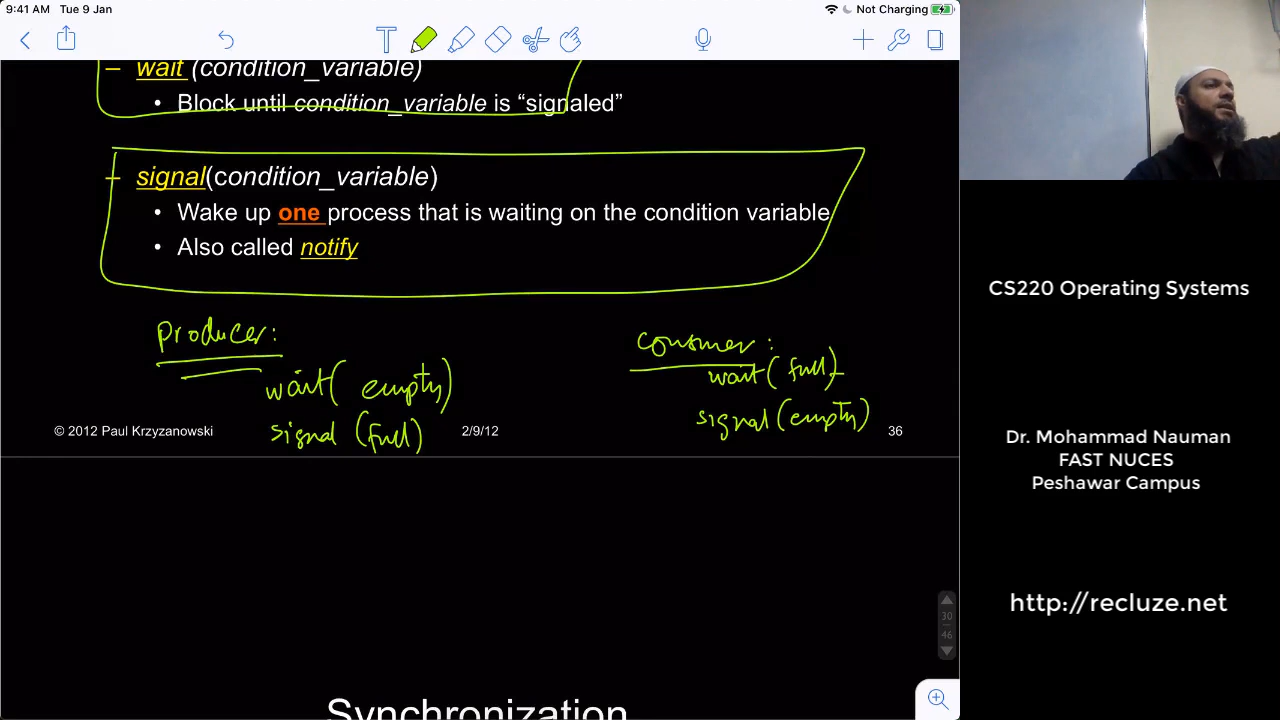 9:41 AM Tue 9 Jan
Not Charging
– wait (condition_variable)
• Block until condition_variable is “signaled”
– signal(condition_variable)
• Wake up one process that is waiting on the condition variable
• Also called notify
Producer:
wait( empty)
signal (full)
consumer:
wait( full)
signal(empty)
© 2012 Paul Krzyzanowski
2/9/12
36
30
46
Synchronization
CS220 Operating Systems
Dr. Mohammad Nauman
FAST NUCES
Peshawar Campus
http://recluze.net